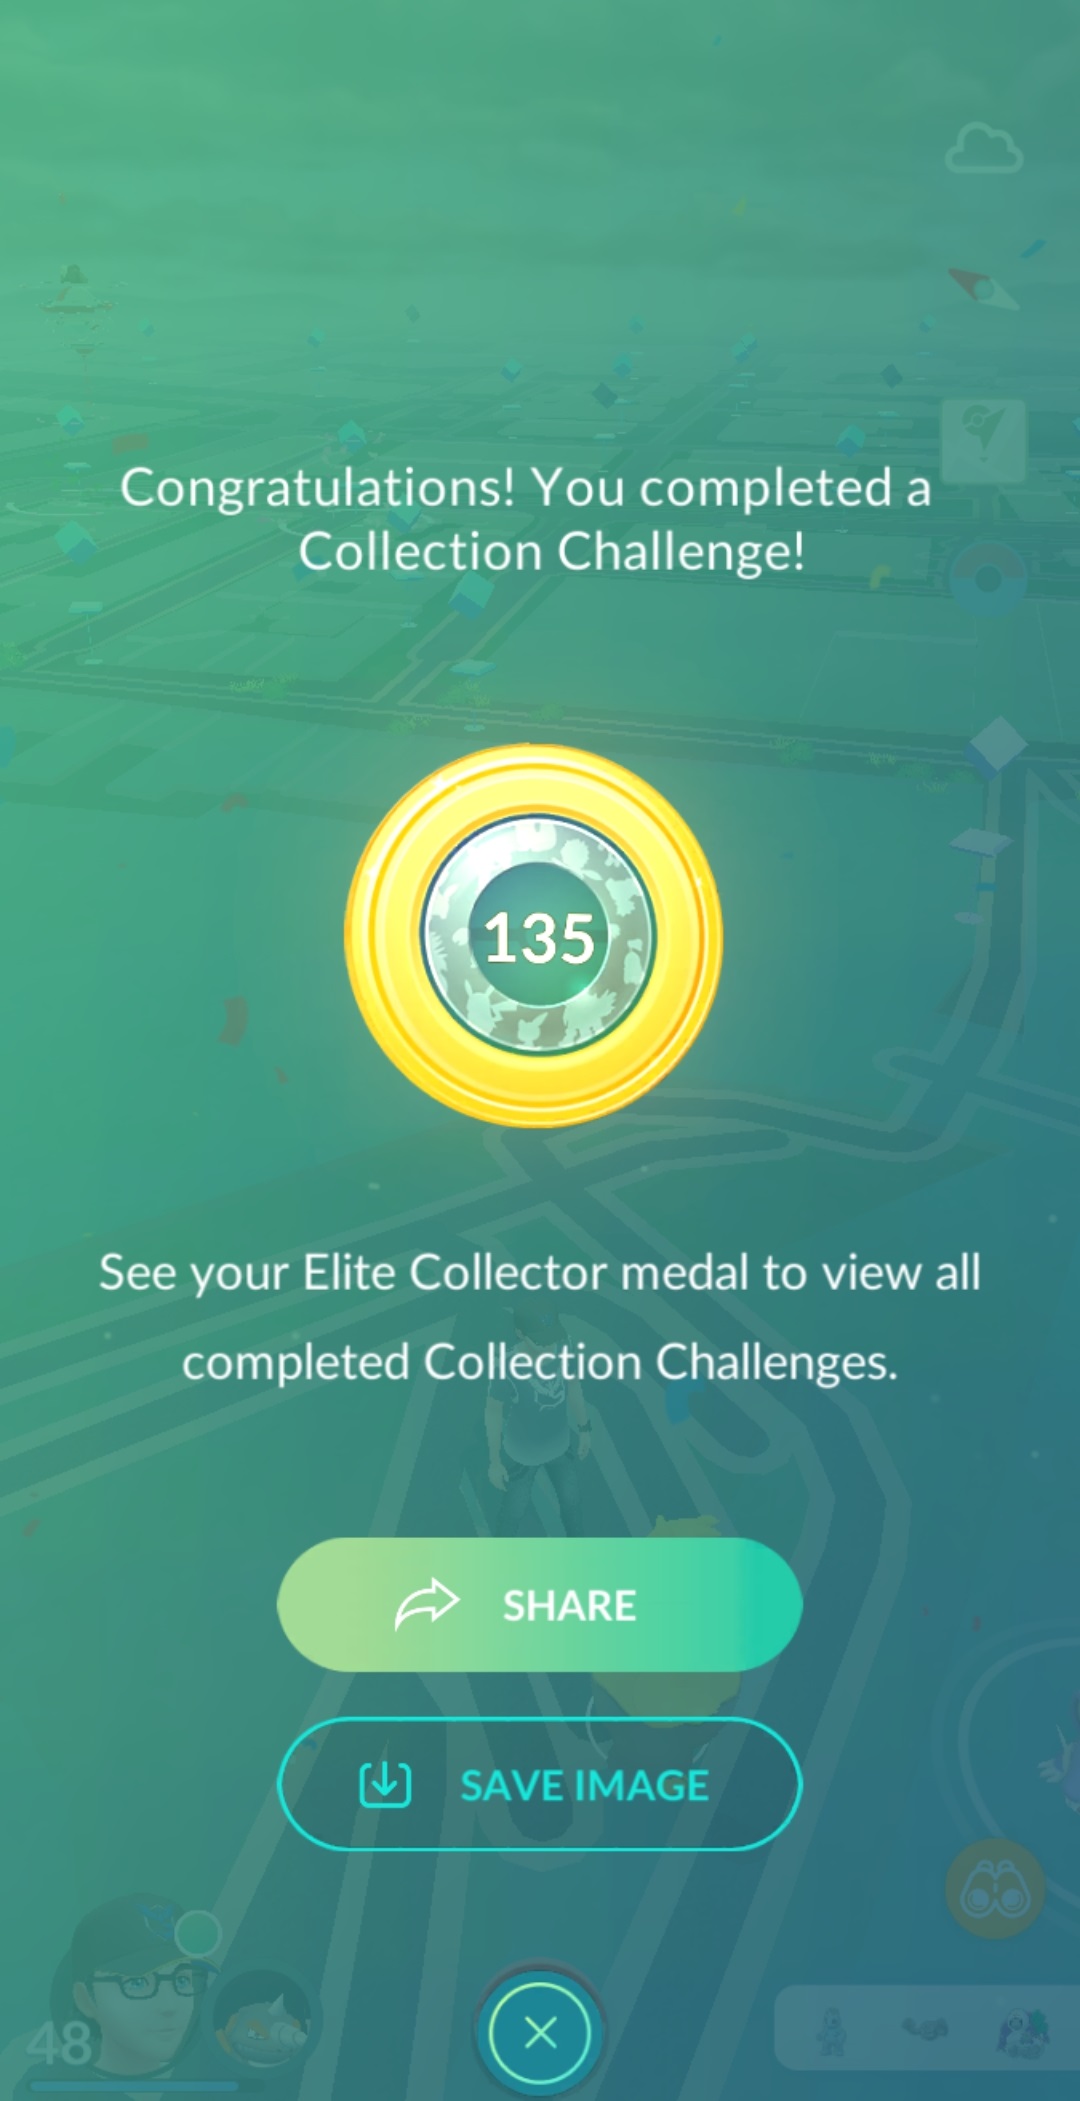 Congratulations! You completed a
Collection Challenge!
135
See your Elite Collector medal to view all
completed Collection Challenges.
SHARE
SAVE IMAGE
48